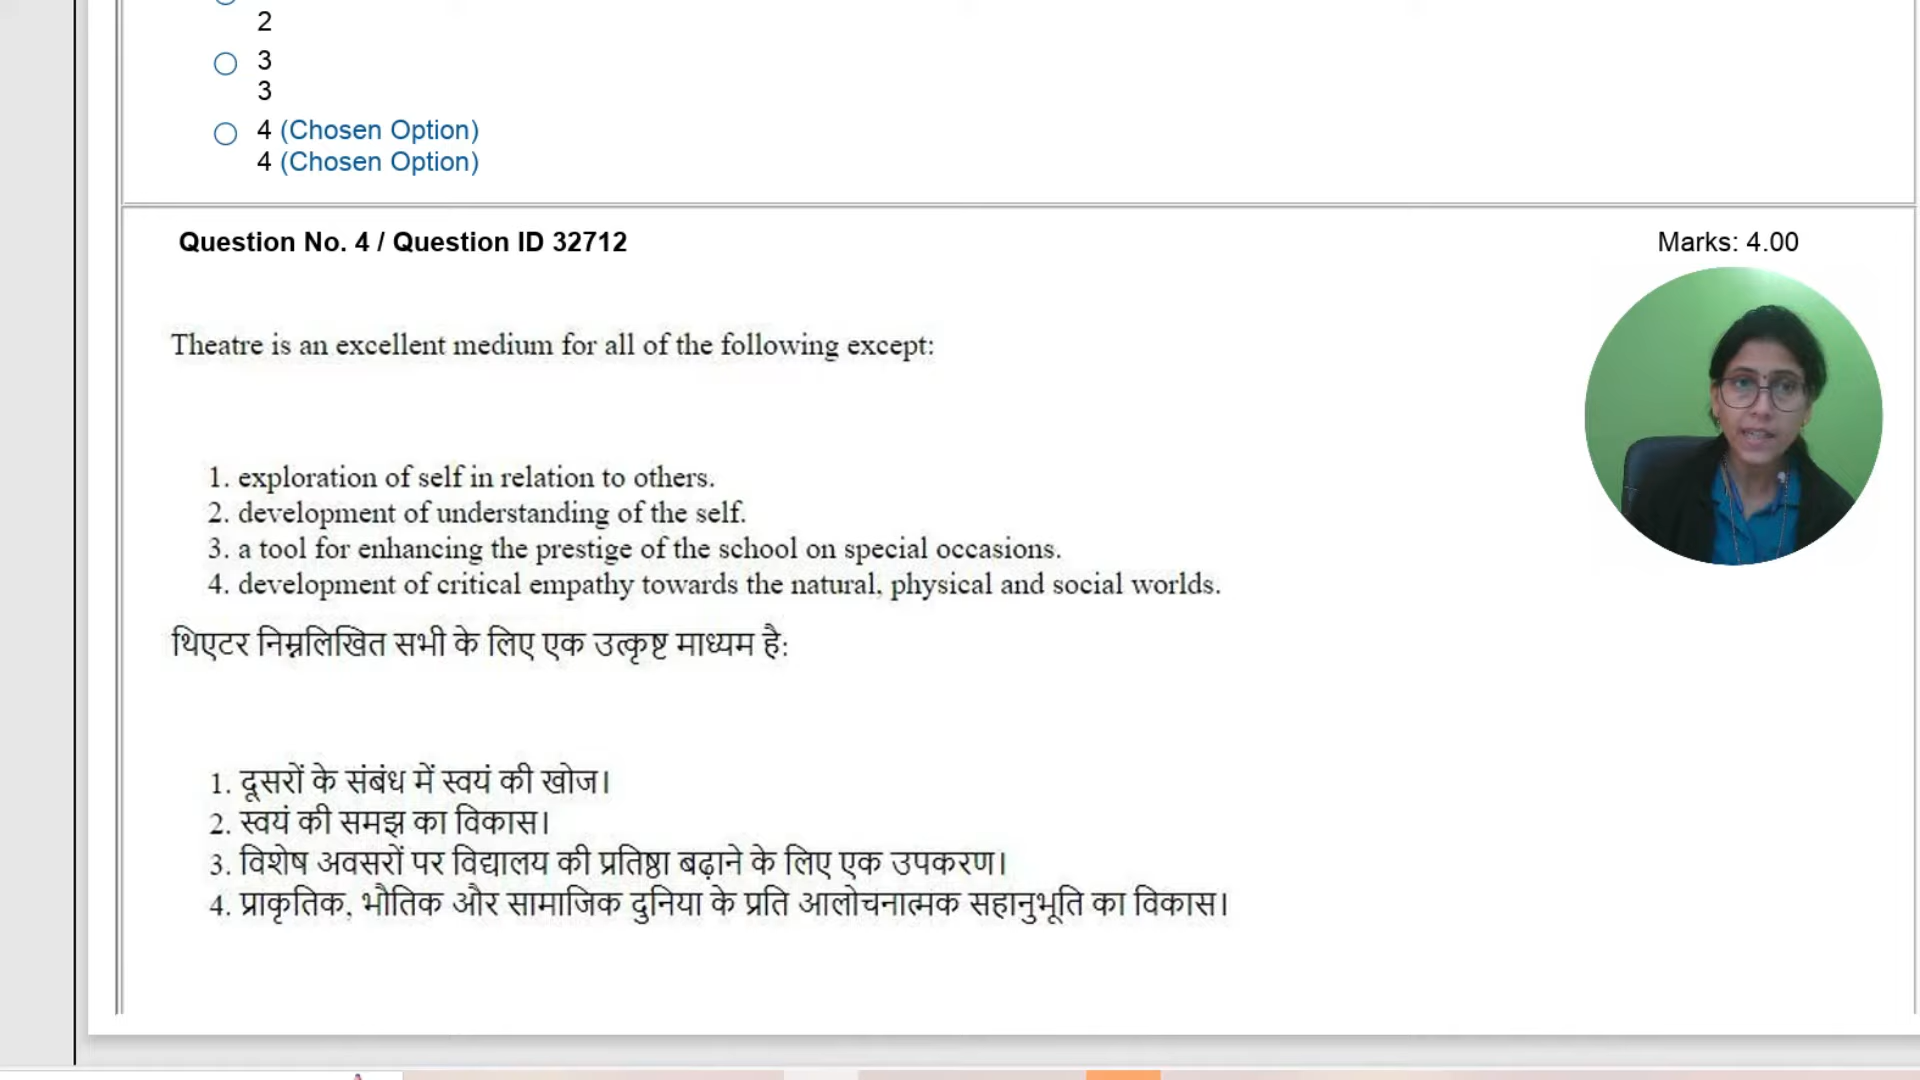 2
3
3
4 (Chosen Option)
4 (Chosen Option)
Question No. 4 / Question ID 32712
Marks: 4.00
Theatre is an excellent medium for all of the following except:
1. exploration of self in relation to others.
2. development of understanding of the self.
3. a tool for enhancing the prestige of the school on special occasions.
4. development of critical empathy towards the natural, physical and social worlds.
थिएटर निम्नलिखित सभी के लिए एक उत्कृष्ट माध्यम है:
1. दूसरों के संबंध में स्वयं की खोज।
2. स्वयं की समझ का विकास।
3. विशेष अवसरों पर विद्यालय की प्रतिष्ठा बढ़ाने के लिए एक उपकरण।
4. प्राकृतिक, भौतिक और सामाजिक दुनिया के प्रति आलोचनात्मक सहानुभूति का विकास।